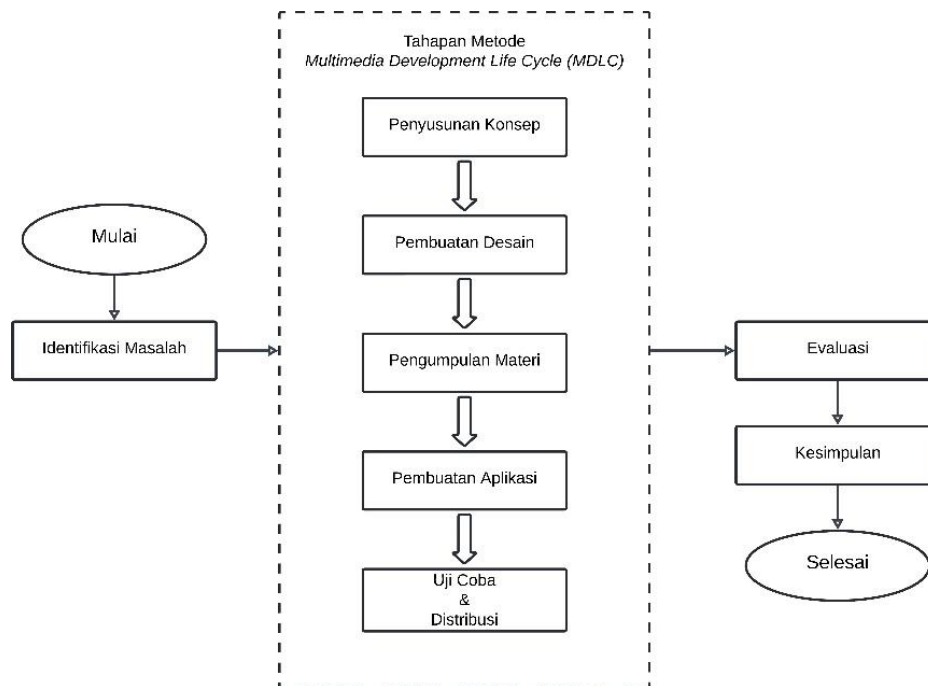 Mulai
Identifikasi Masalah
Tahapan Metode
Multimedia Development Life Cycle (MDLC)
Penyusunan Konsep
Pembuatan Desain
Pengumpulan Materi
Pembuatan Aplikasi
Uji Coba
&
Distribusi
Evaluasi
Kesimpulan
Selesai